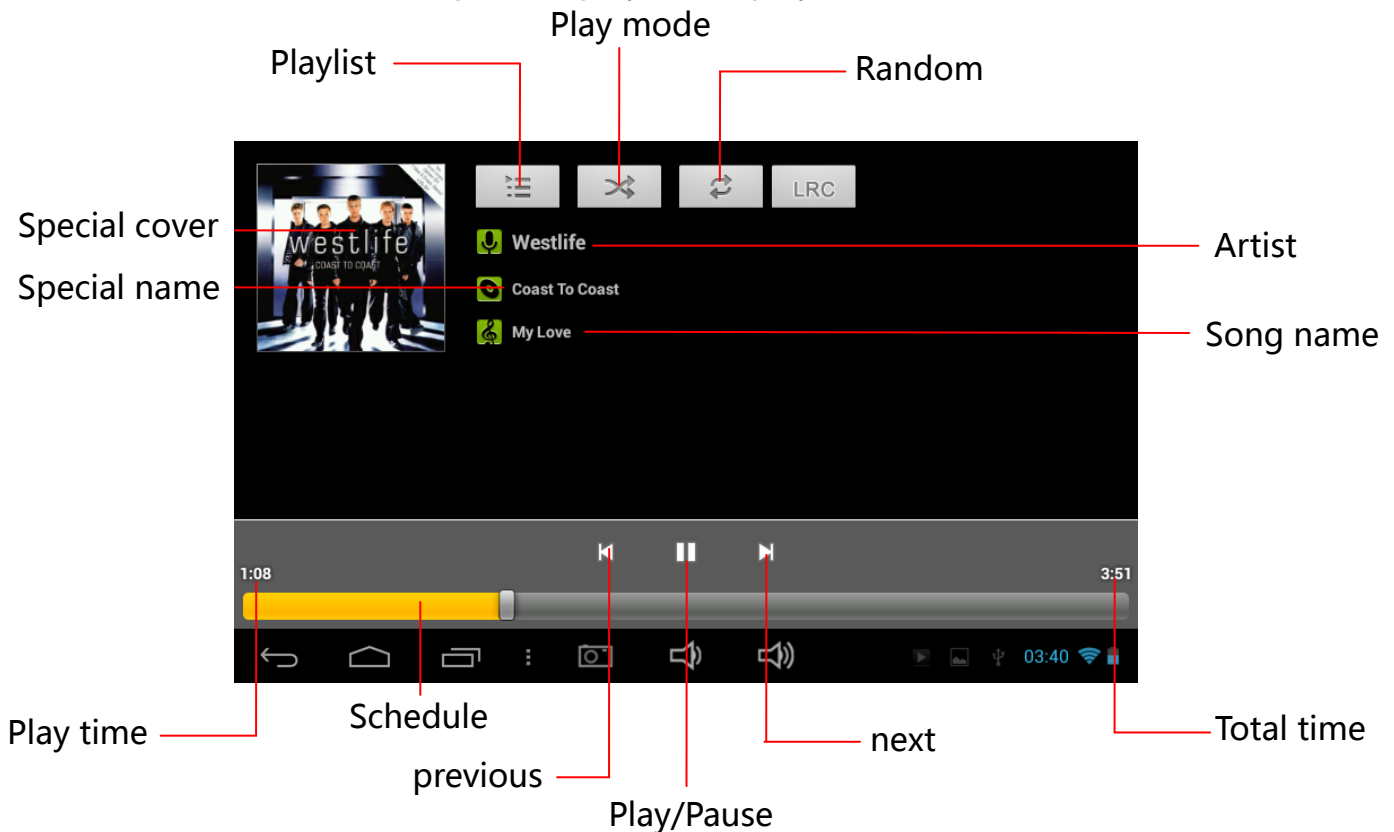 Play mode
Playlist
Random
LRC
Special cover
westlife
COAST TO COAST
Westlife
Artist
Special name
Coast To Coast
My Love
Song name
1:08
3:51
03:40
Play time
Schedule
previous
Play/Pause
next
Total time